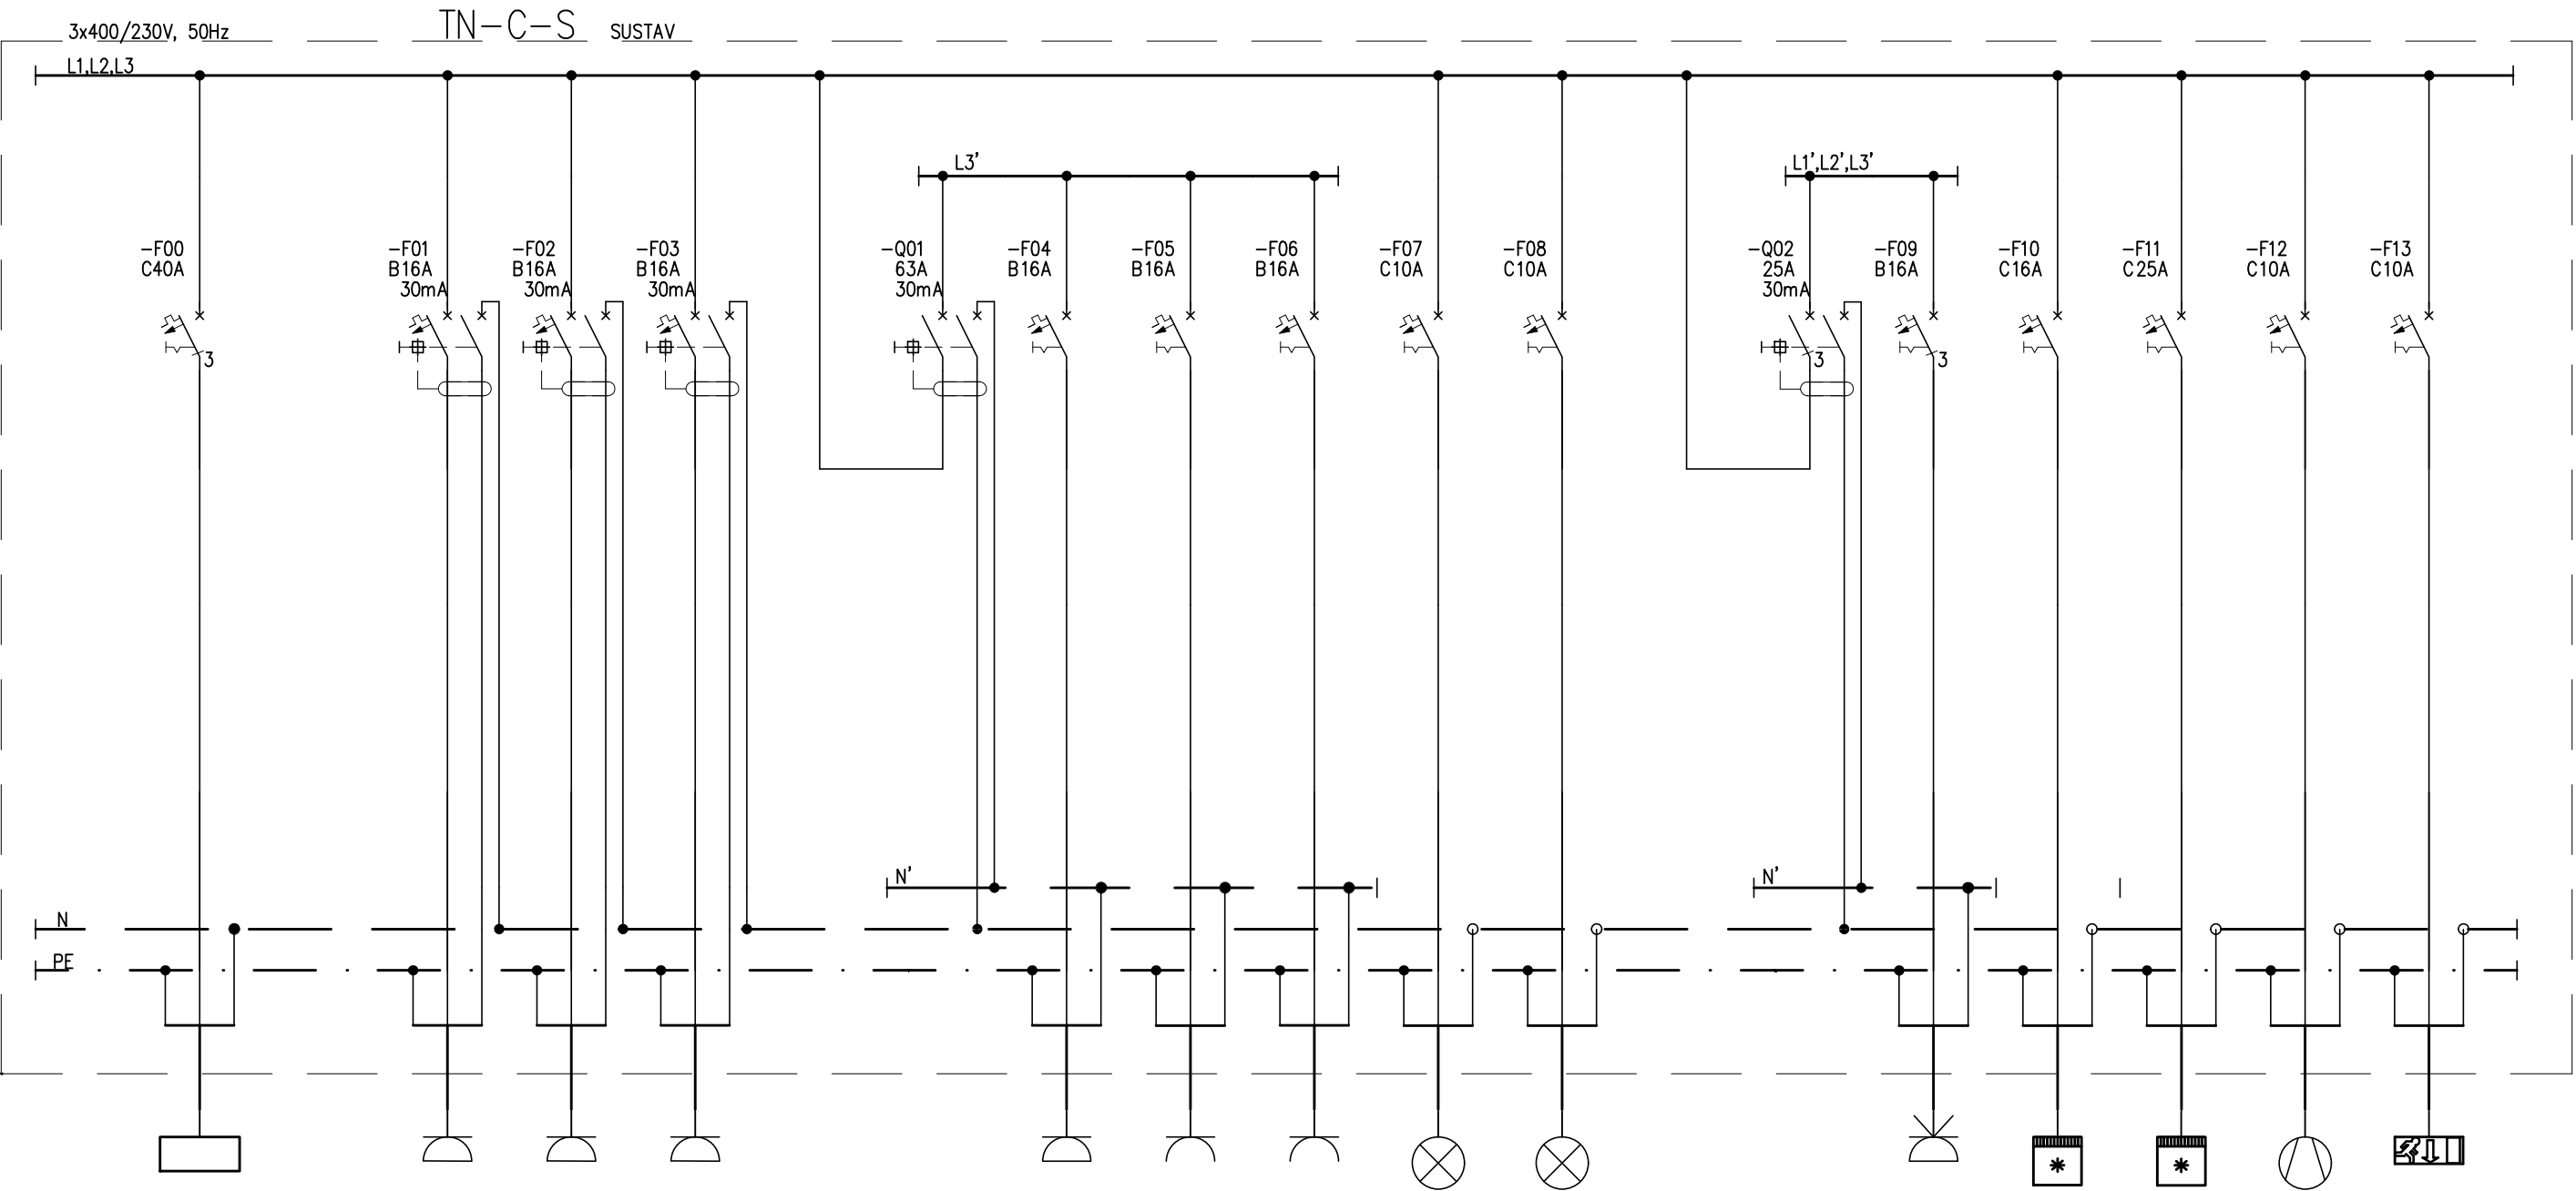 TN-C-S SUSTAV
3x400/230V, 50Hz
L1,L2,L3
L3'
L1',L2',L3'
-F00
C40A
3
-F01
B16A
30mA
-F02
B16A
30mA
-F03
B16A
30mA
-Q01
63A
30mA
-F04
B16A
-F05
B16A
-F06
B16A
-F07
C10A
-F08
C10A
-Q02
25A
30mA
3
-F09
B16A
3
-F10
C16A
-F11
C25A
-F12
C10A
-F13
C10A
N'
N'
N
PE